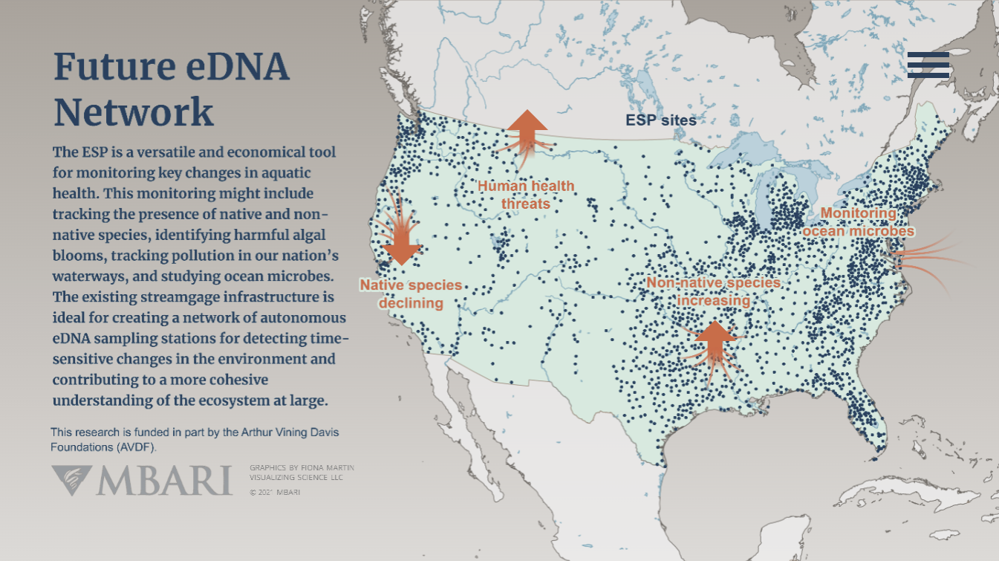 Future eDNA
Network
The ESP is a versatile and economical tool
for monitoring key changes in aquatic
health. This monitoring might include
tracking the presence of native and non-
native species, identifying harmful algal
blooms, tracking pollution in our nation's
waterways, and studying ocean microbes.
The existing streamgage infrastructure is
ideal for creating a network of autonomous
eDNA sampling stations for detecting time-
sensitive changes in the environment and
contributing to a more cohesive
understanding of the ecosystem at large.
This research is funded in part by the Arthur Vining Davis
Foundations (AVDF).
MBARI
GRAPHICS BY FIONA MARTIN
VISUALIZING SCIENCE LLC
© 2021 MBARI
ESP sites
Human health
threats
Monitoring
ocean microbes
Native species
declining
Non-native species
increasing